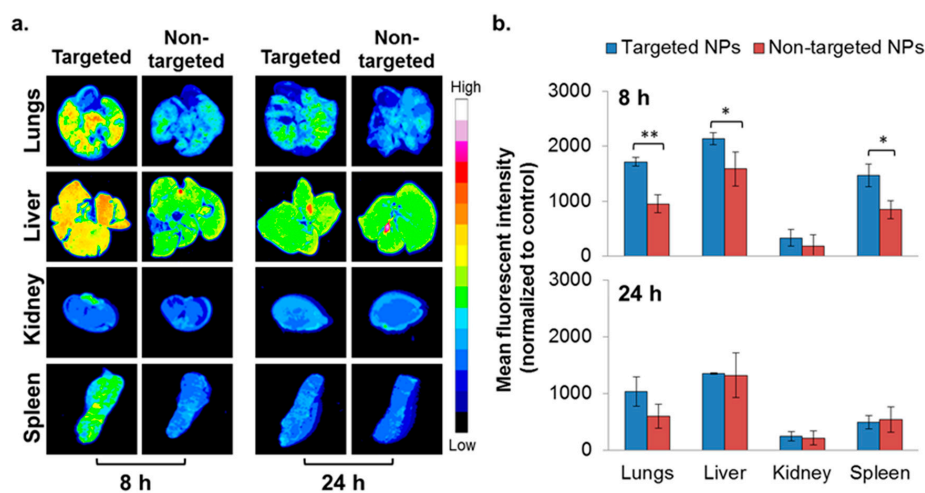 a.
Targeted
Non-
targeted
Targeted
Non-
targeted
Lungs
Liver
Kidney
Spleen
High
Low
8 h
24 h
b.
Targeted NPs
Non-targeted NPs
Mean fluorescent intensity
(normalized to control)
8 h
3000
2000
1000
0
**
*
*
24 h
3000
2000
1000
0
Lungs
Liver
Kidney
Spleen